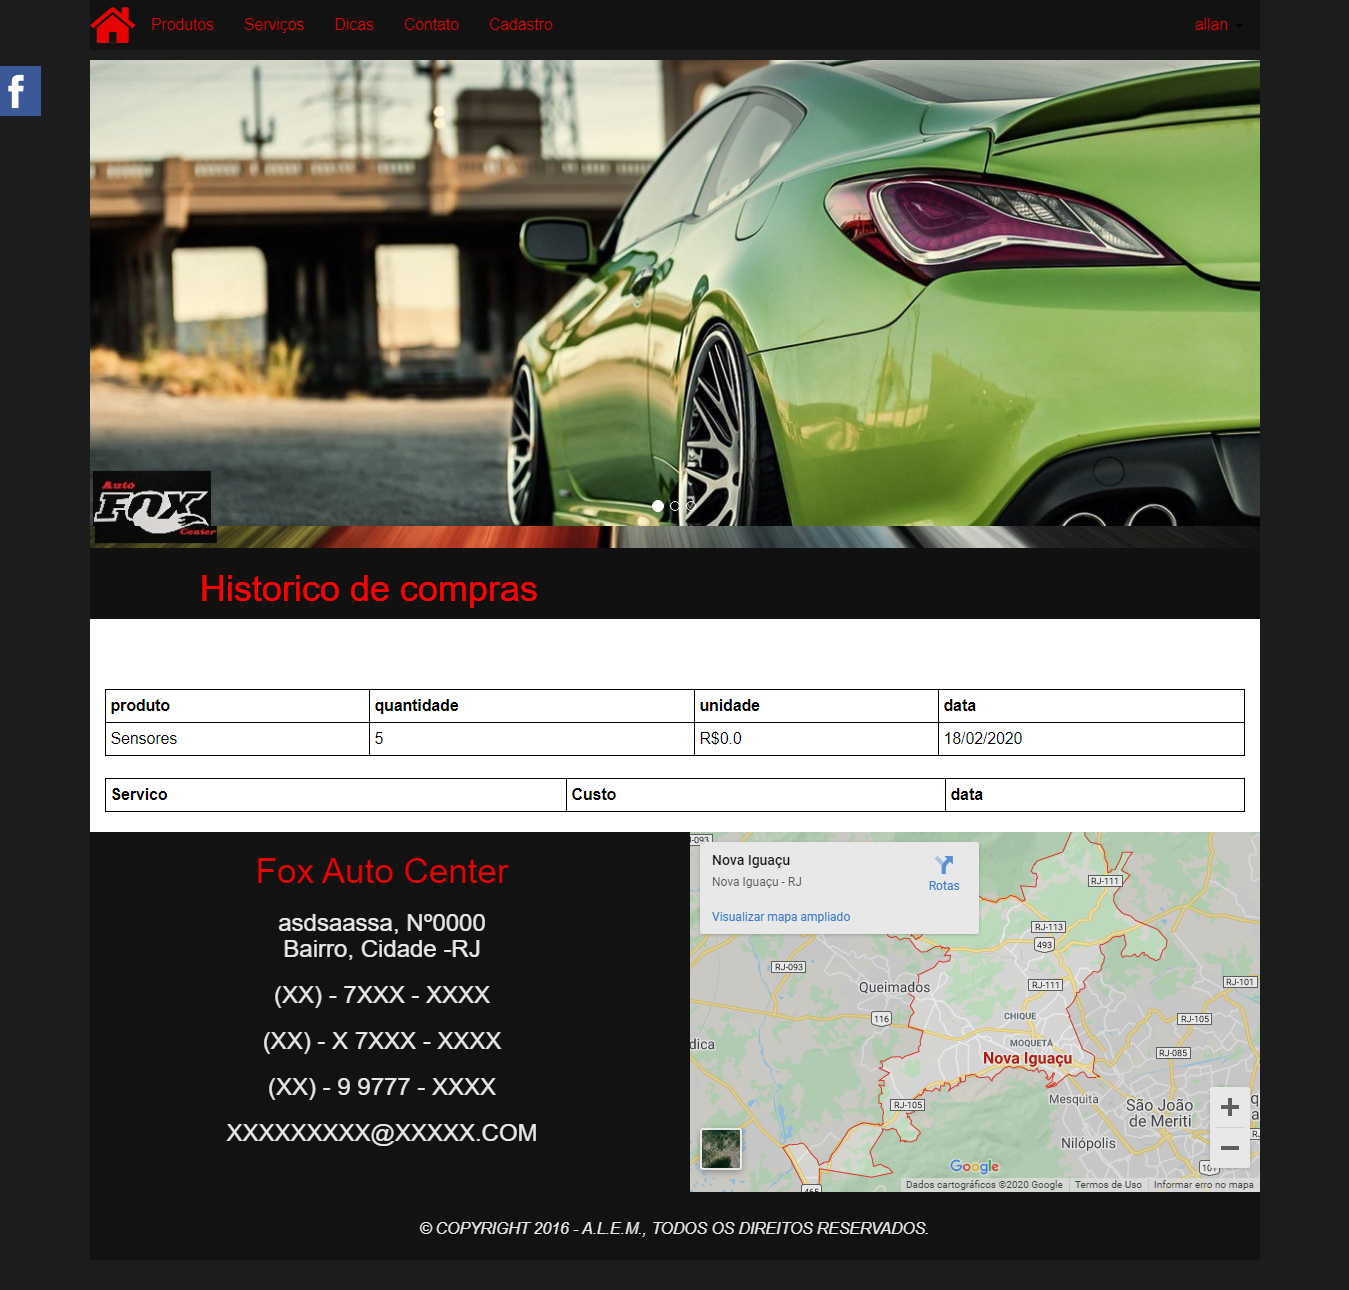 Produtos Serviços Dicas Contato Cadastro allan
f
Auto
FOX
Center
Historico de compras
produto quantidade unidade data
Sensores 5 R$0.0 18/02/2020
Servico Custo data
Fox Auto Center
asdsaassa, Nº0000
Bairro, Cidade -RJ
(XX) - 7XXX - XXXX
(XX) - X 7XXX - XXXX
(XX) - 9 9777 - XXXX
XXXXXXXXX@XXXXX.COM
Nova Iguaçu
Nova Iguaçu - RJ
Rotas
Visualizar mapa ampliado
RJ-093
RJ-111
RJ-113
493
RJ-093
RJ-101
Queimados
RJ-111
116
CHIQUE
RJ-105
dica
MOQUETÁ
RJ-085
Nova Iguaçu
Mesquita
RJ-105
São João
de Meriti
Nilópolis
101
465
Google
Dados cartográficos ©2020 Google Termos de Uso Informar erro no mapa
© COPYRIGHT 2016 - A.L.E.M., TODOS OS DIREITOS RESERVADOS.